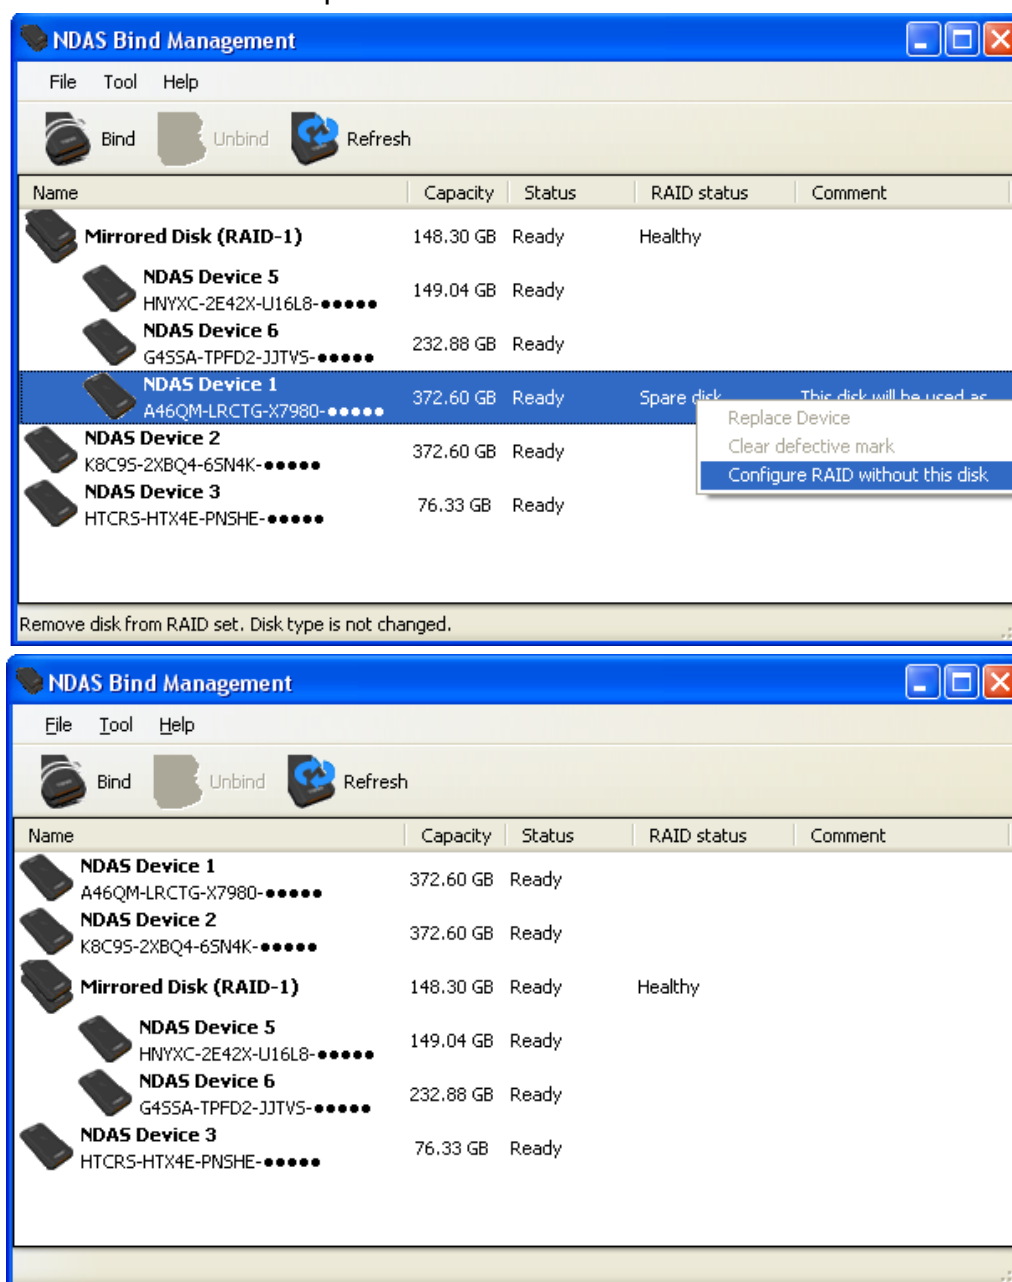 NDAS Bind Management
File Tool Help
Bind Unbind Refresh
Name Capacity Status RAID status Comment
Mirrored Disk (RAID-1) 148.30 GB Ready Healthy
NDAS Device 5
HNYXC-2E42X-U16L8-●●●●● 149.04 GB Ready
NDAS Device 6
G4SSA-TPFD2-JJTVS-●●●●● 232.88 GB Ready
NDAS Device 1
A46QM-LRCTG-X7980-●●●●● 372.60 GB Ready Spare disk This disk will be used as
Replace Device
Clear defective mark
Configure RAID without this disk
NDAS Device 2
K8C9S-2XBQ4-6SN4K-●●●●● 372.60 GB Ready
NDAS Device 3
HTCRS-HTX4E-PNSHE-●●●●● 76.33 GB Ready
Remove disk from RAID set. Disk type is not changed.
NDAS Bind Management
File Tool Help
Bind Unbind Refresh
Name Capacity Status RAID status Comment
NDAS Device 1
A46QM-LRCTG-X7980-●●●●● 372.60 GB Ready
NDAS Device 2
K8C9S-2XBQ4-6SN4K-●●●●● 372.60 GB Ready
Mirrored Disk (RAID-1) 148.30 GB Ready Healthy
NDAS Device 5
HNYXC-2E42X-U16L8-●●●●● 149.04 GB Ready
NDAS Device 6
G4SSA-TPFD2-JJTVS-●●●●● 232.88 GB Ready
NDAS Device 3
HTCRS-HTX4E-PNSHE-●●●●● 76.33 GB Ready